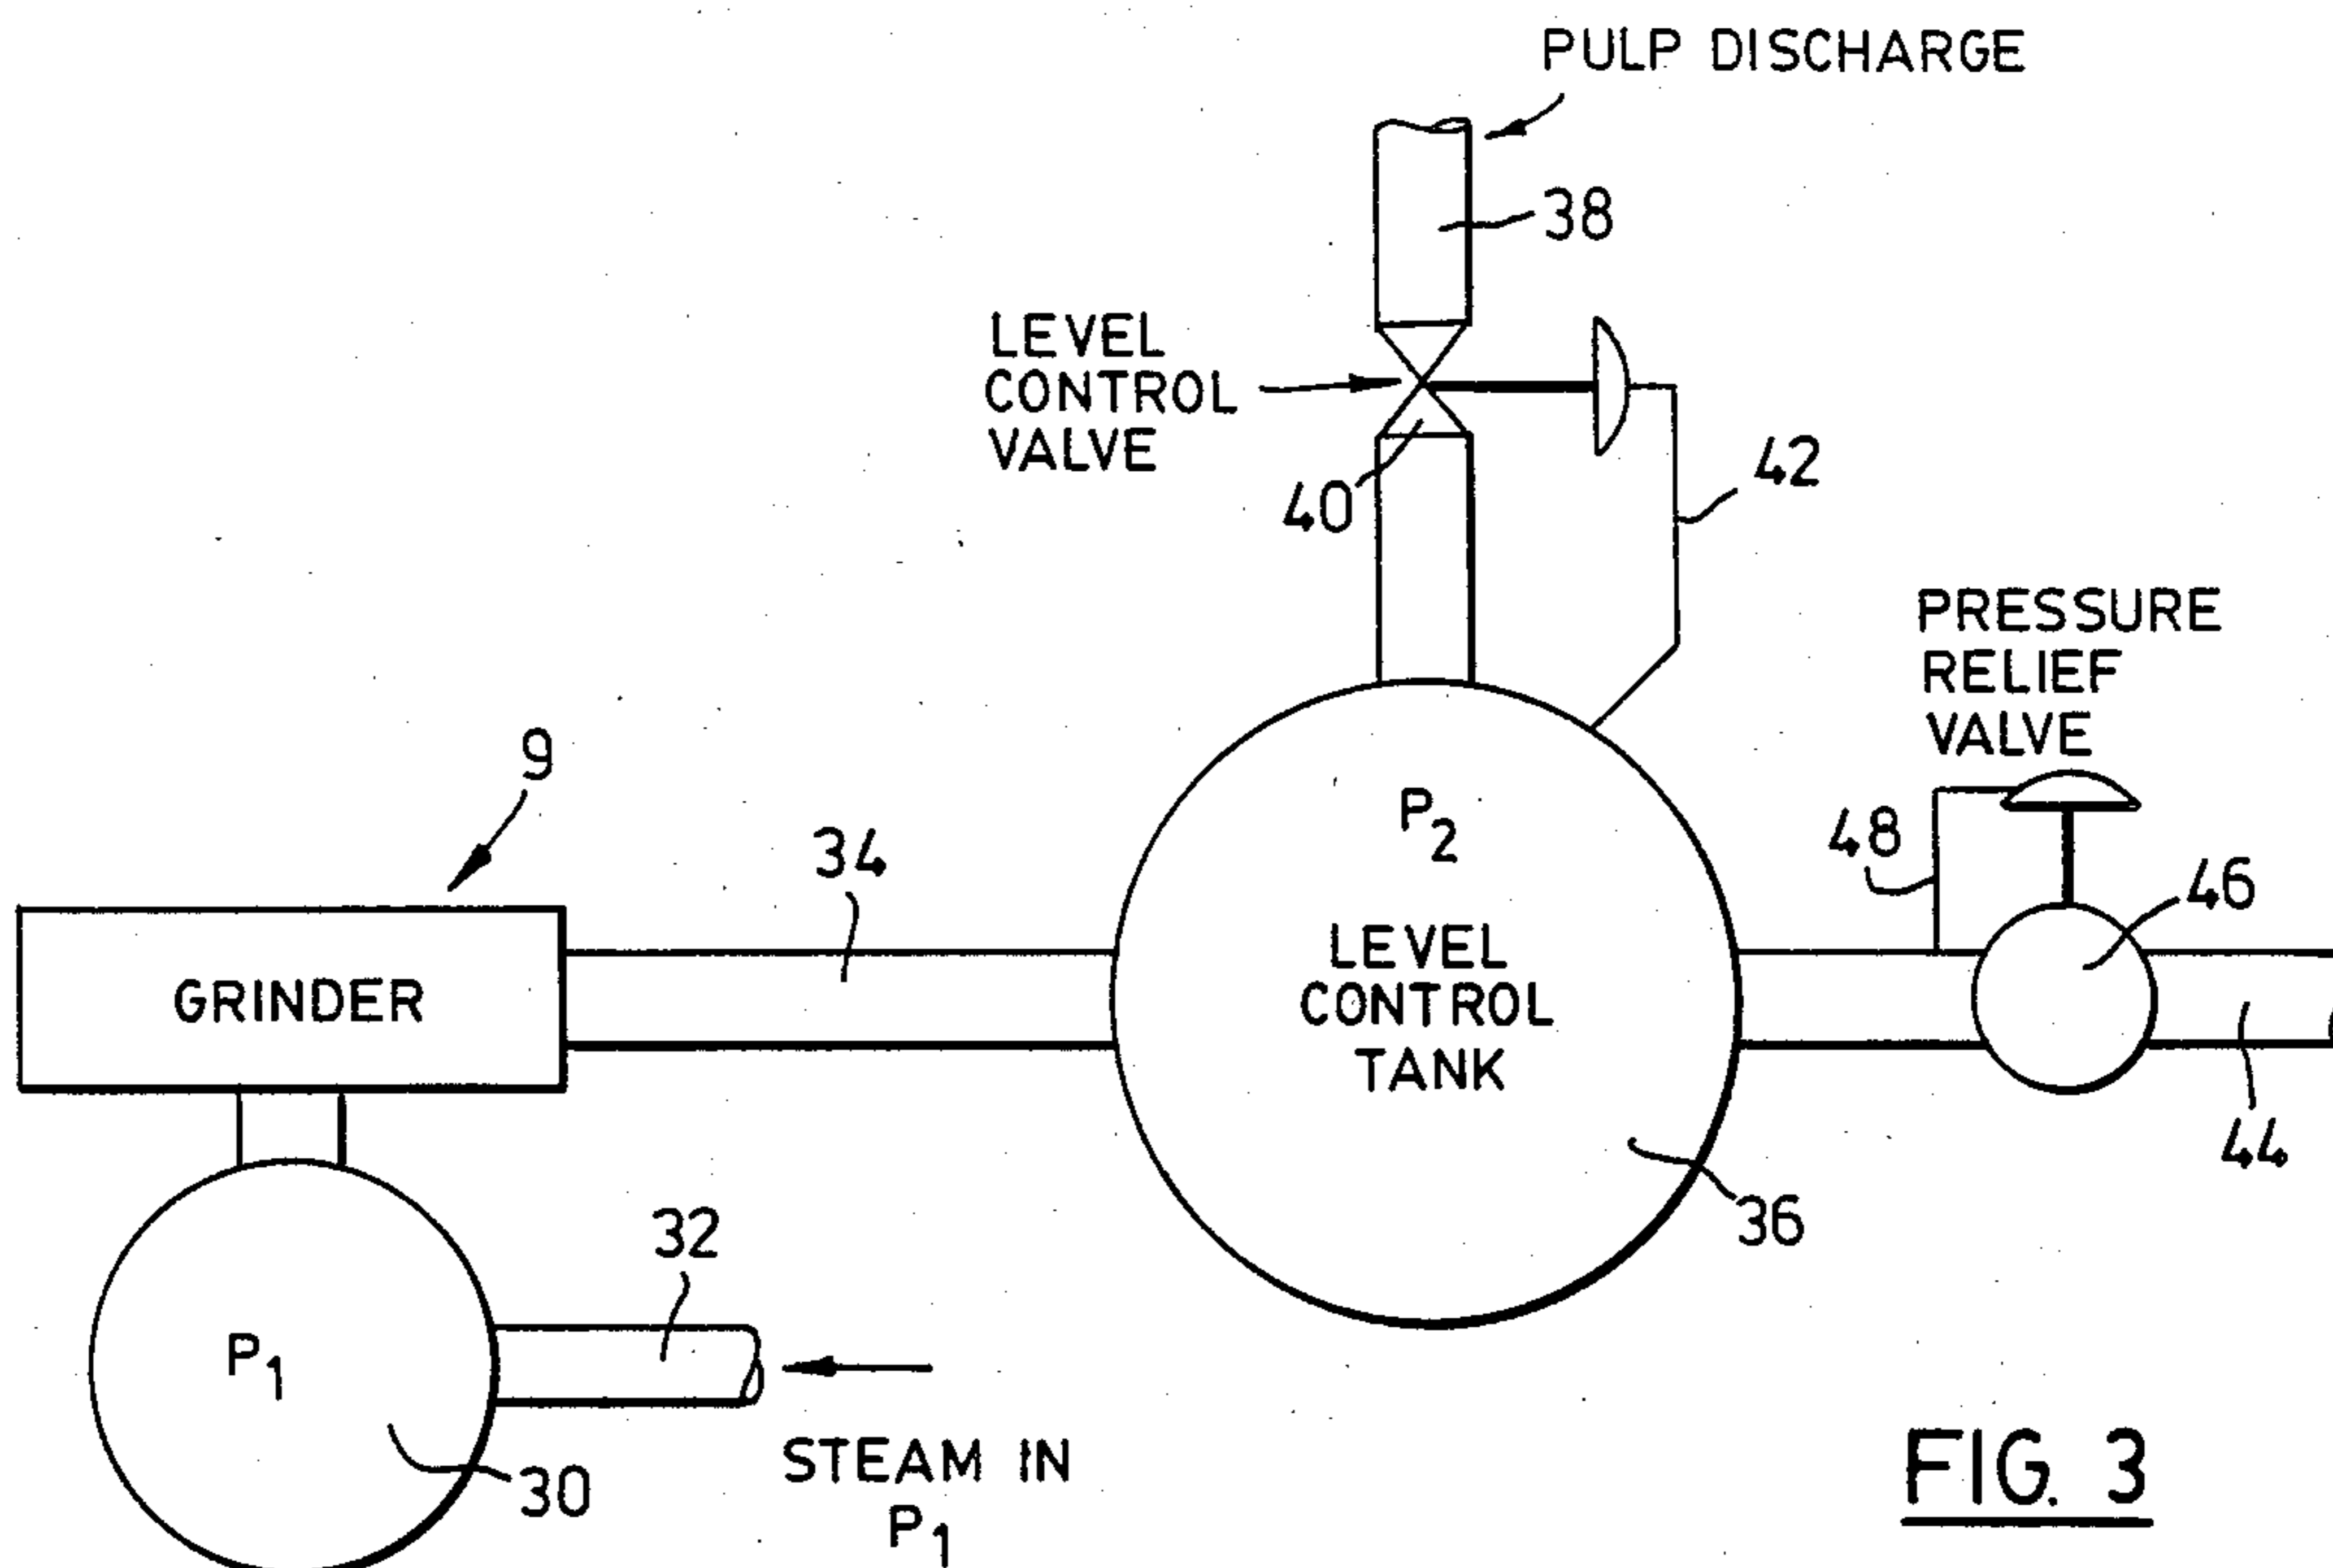 PULP DISCHARGE
38
LEVEL
CONTROL
VALVE
40
42
PRESSURE
RELIEF
VALVE
9
34
P2
48
46
GRINDER
LEVEL
CONTROL
TANK
44
36
32
P1
30
STEAM IN
P1
FIG. 3